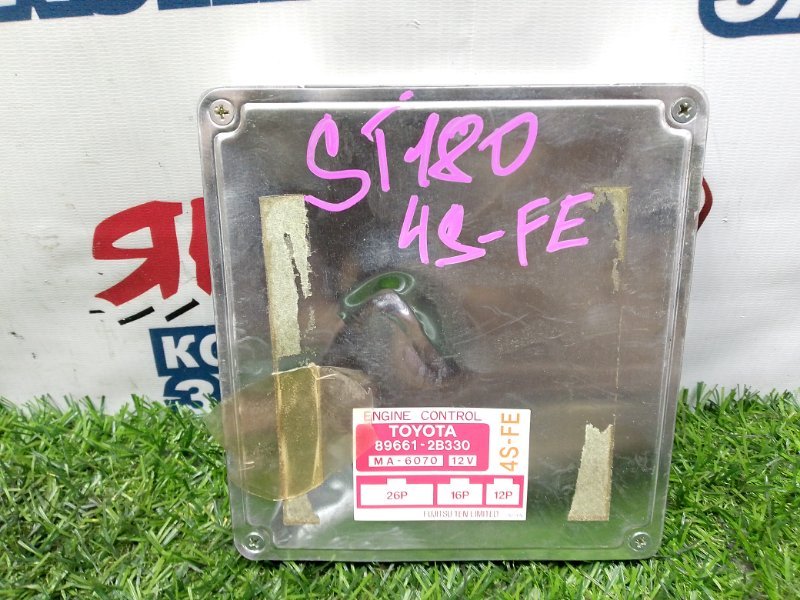 ST180
4S-FE
ENGINE CONTROL
TOYOTA
89661-2B330
MA-6070 12V
4S-FE
26P 16P 12P
FUJITSU TEN LIMITED
КО